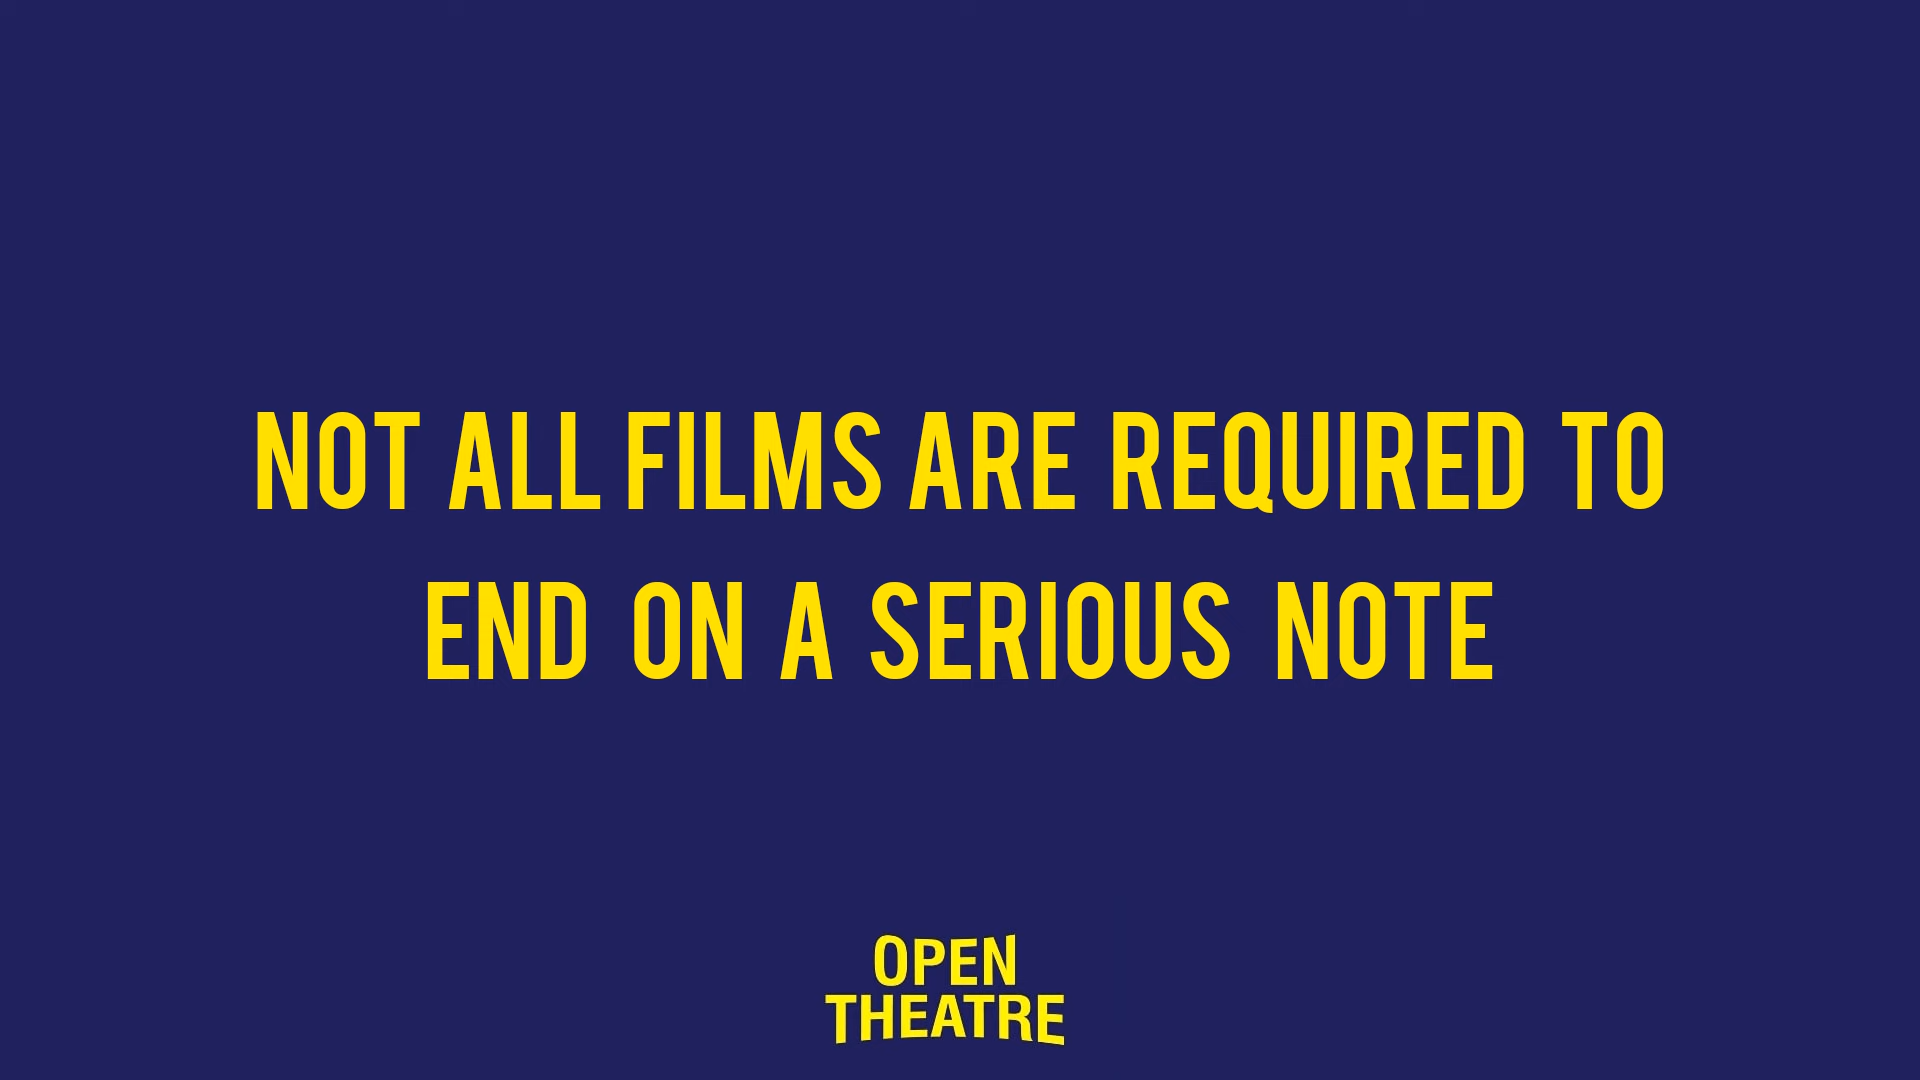 NOT ALL FILMS ARE REQUIRED TO
END ON A SERIOUS NOTE
OPEN
THEATRE